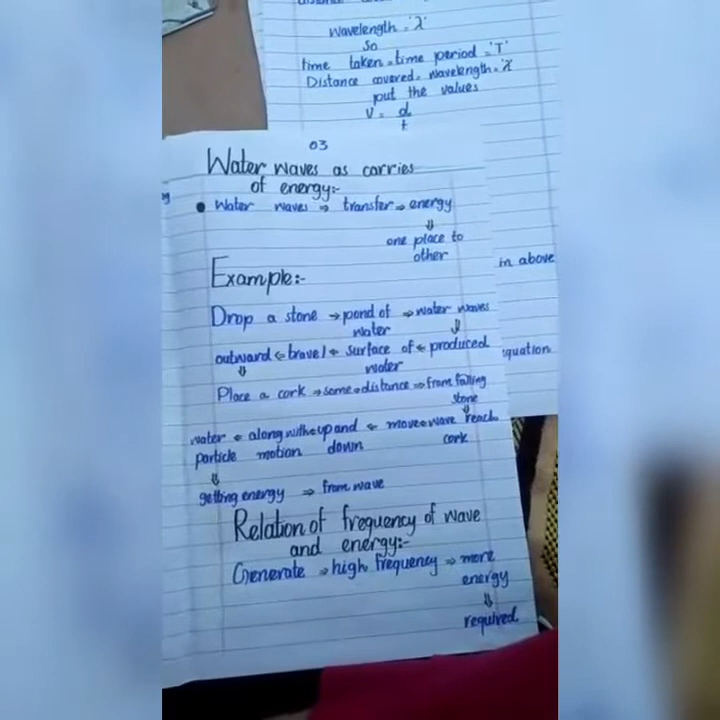 wavelength = 'λ'
so
time taken = time period = 'T'
Distance covered = wavelength = 'λ'
put the values
V = d
t
03
Water waves as carries
of energy:-
• Water waves ⇒ transfer ⇒ energy
⇓
one place to
other
in above
Example:-
Drop a stone → pond of ⇒ water waves
water ⇓
outward ← travel ← surface of ← produced
⇓ water
equation
Place a cork → some → distance ⇒ from falling
stone
water ← along with ← up and ← move ← wave reach
particle motion down cork
⇓
getting energy ⇒ from wave
Relation of frequency of wave
and energy:-
Generate ⇒ high frequency ⇒ more
energy
⇓
required